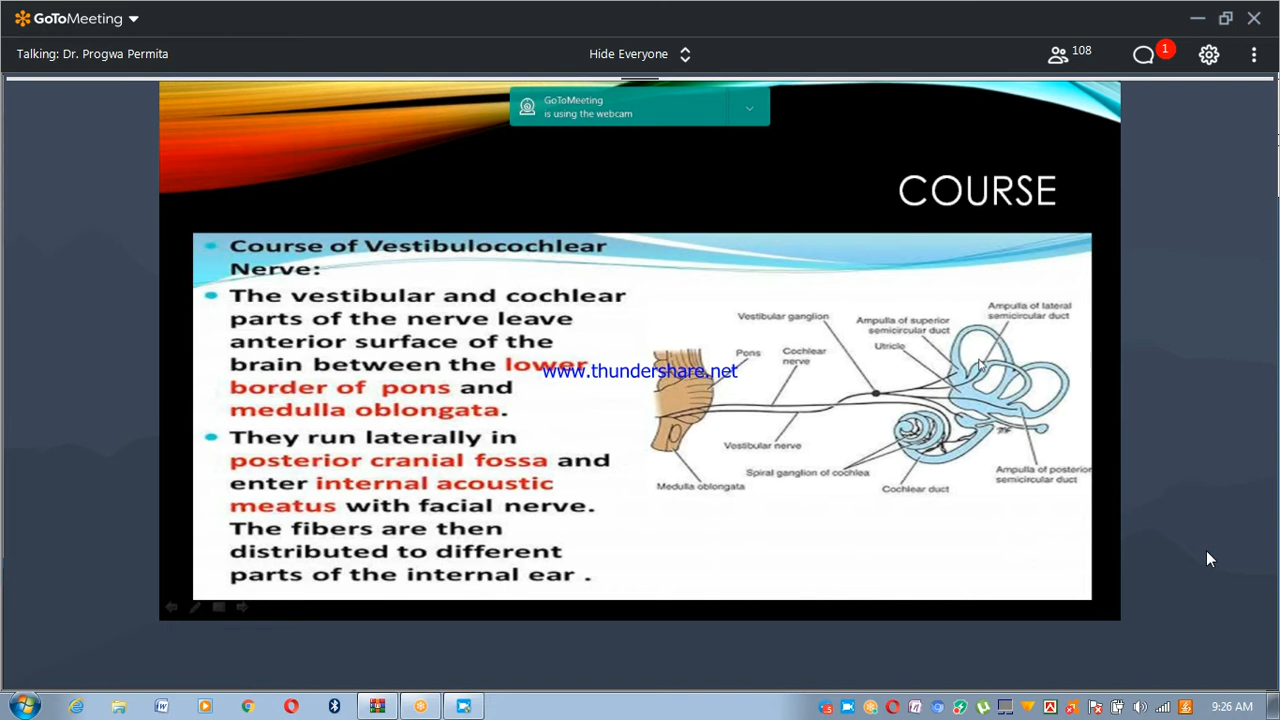 GoToMeeting
Talking: Dr. Progwa Permita
Hide Everyone
108
1
GoToMeeting
is using the webcam
COURSE
Course of Vestibulocochlear
Nerve:
The vestibular and cochlear
parts of the nerve leave
anterior surface of the
brain between the lower
border of pons and
medulla oblongata.
They run laterally in
posterior cranial fossa and
enter internal acoustic
meatus with facial nerve.
The fibers are then
distributed to different
parts of the internal ear .
www.thundershare.net
Vestibular ganglion
Ampulla of superior
semicircular duct
Ampulla of lateral
semicircular duct
Utricle
Pons
Cochlear
nerve
Vestibular nerve
Spiral ganglion of cochlea
Medulla oblongata
Cochlear duct
Ampulla of posterior
semicircular duct
9:26 AM